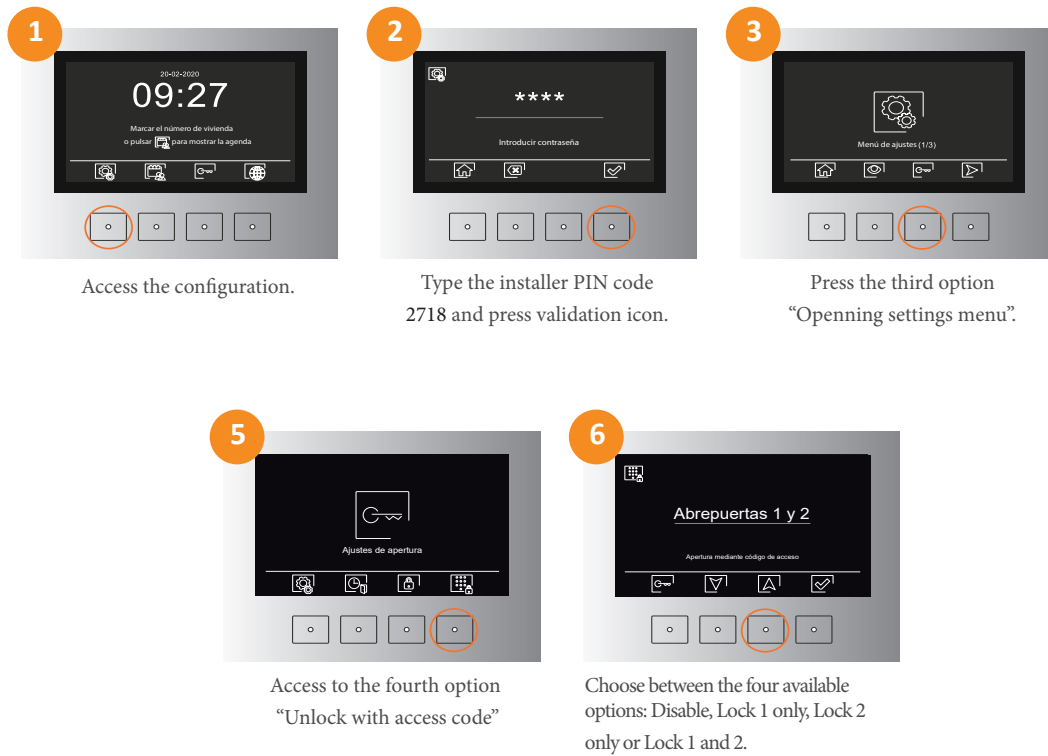 1
20-02-2020
09:27
Marcar el número de vivienda
o pulsar para mostrar la agenda
Access the configuration.
2
****
Introducir contraseña
Type the installer PIN code
2718 and press validation icon.
3
Menú de ajustes (1/3)
Press the third option
“Openning settings menu”.
5
Ajustes de apertura
Access to the fourth option
“Unlock with access code”
6
Abrepuertas 1 y 2
Apertura mediante código de acceso
Choose between the four available
options: Disable, Lock 1 only, Lock 2
only or Lock 1 and 2.